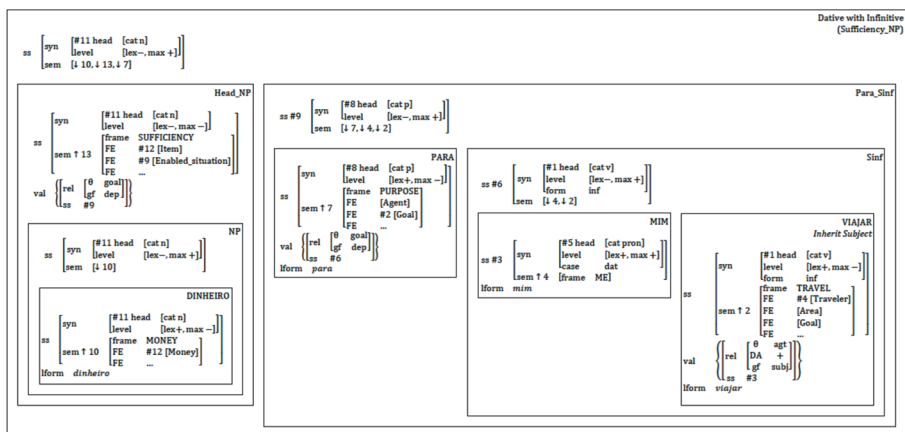 Dative with Infinitive
(Sufficiency_NP)
ss [syn [#11 head [cat n]
level [lex−, max +]]
sem [↓ 10, ↓ 13, ↓ 7]]
Head_NP
ss [syn [#11 head [cat n]
level [lex−, max −]]
sem ↑ 13 [frame SUFFICIENCY
FE #12 [Item]
FE #9 [Enabled_situation]
FE ...]]
val {[rel [θ goal
gf dep]
ss #9]}
NP
ss [syn [#11 head [cat n]
level [lex−, max +]]
sem [↓ 10]]
DINHEIRO
ss [syn [#11 head [cat n]
level [lex+, max −]]
sem ↑ 10 [frame MONEY
FE #12 [Money]
FE ...]]
lform dinheiro
Para_Sinf
ss #9 [syn [#8 head [cat p]
level [lex−, max +]]
sem [↓ 7, ↓ 4, ↓ 2]]
PARA
ss [syn [#8 head [cat p]
level [lex+, max −]]
sem ↑ 7 [frame PURPOSE
FE [Agent]
FE #2 [Goal]
FE ...]]
val {[rel [θ goal
gf dep]
ss #6]}
lform para
Sinf
ss #6 [syn [#1 head [cat v]
level [lex−, max +]
form inf]
sem [↓ 4, ↓ 2]]
MIM
ss #3 [syn [#5 head [cat pron]
level [lex+, max +]
case dat]
sem ↑ 4 [frame ME]]
lform mim
VIAJAR
Inherit Subject
ss [syn [#1 head [cat v]
level [lex+, max −]
form inf]
sem ↑ 2 [frame TRAVEL
FE #4 [Traveler]
FE [Area]
FE [Goal]
FE ...]]
val {[rel [θ agt
DA +
gf subj]
ss #3]}
lform viajar